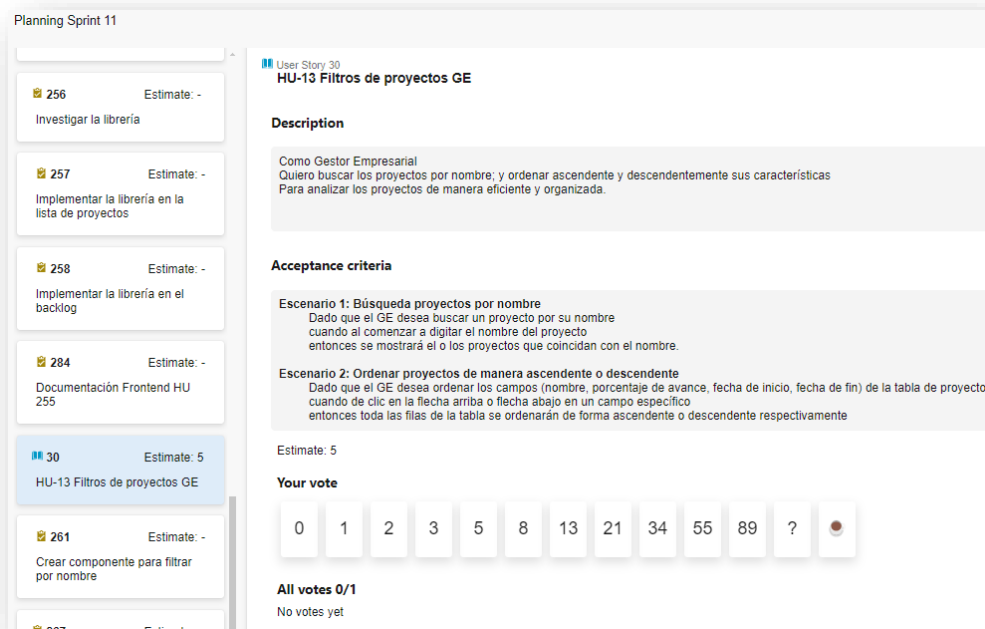 Planning Sprint 11
256 Estimate: -
Investigar la librería
257 Estimate: -
Implementar la librería en la
lista de proyectos
258 Estimate: -
Implementar la librería en el
backlog
284 Estimate: -
Documentación Frontend HU
255
30 Estimate: 5
HU-13 Filtros de proyectos GE
261 Estimate: -
Crear componente para filtrar
por nombre
User Story 30
HU-13 Filtros de proyectos GE
Description
Como Gestor Empresarial
Quiero buscar los proyectos por nombre; y ordenar ascendente y descendentemente sus características
Para analizar los proyectos de manera eficiente y organizada.
Acceptance criteria
Escenario 1: Búsqueda proyectos por nombre
Dado que el GE desea buscar un proyecto por su nombre
cuando al comenzar a digitar el nombre del proyecto
entonces se mostrará el o los proyectos que coincidan con el nombre.
Escenario 2: Ordenar proyectos de manera ascendente o descendente
Dado que el GE desea ordenar los campos (nombre, porcentaje de avance, fecha de inicio, fecha de fin) de la tabla de proyecto
cuando de clic en la flecha arriba o flecha abajo en un campo específico
entonces toda las filas de la tabla se ordenarán de forma ascendente o descendente respectivamente
Estimate: 5
Your vote
0 1 2 3 5 8 13 21 34 55 89 ?
All votes 0/1
No votes yet